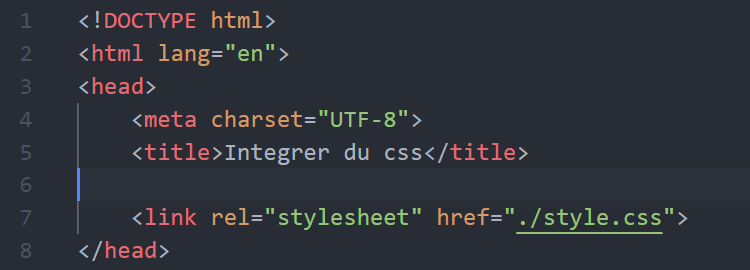 1 <!DOCTYPE html>
2 <html lang="en">
3 <head>
4 <meta charset="UTF-8">
5 <title>Integrer du css</title>
6
7 <link rel="stylesheet" href="./style.css">
8 </head>